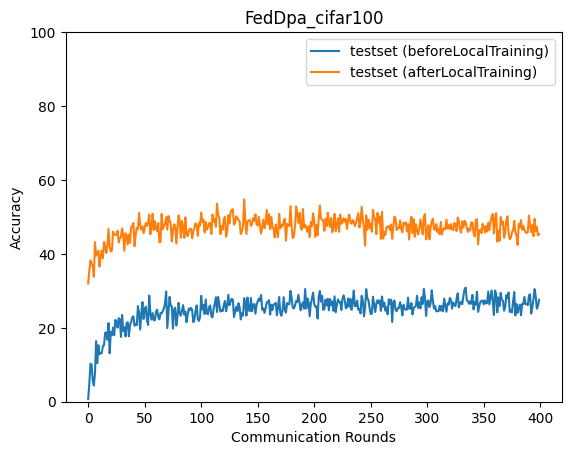 FedDpa_cifar100
testset (beforeLocalTraining)
testset (afterLocalTraining)
Accuracy
100
80
60
40
20
0
0 50 100 150 200 250 300 350 400
Communication Rounds